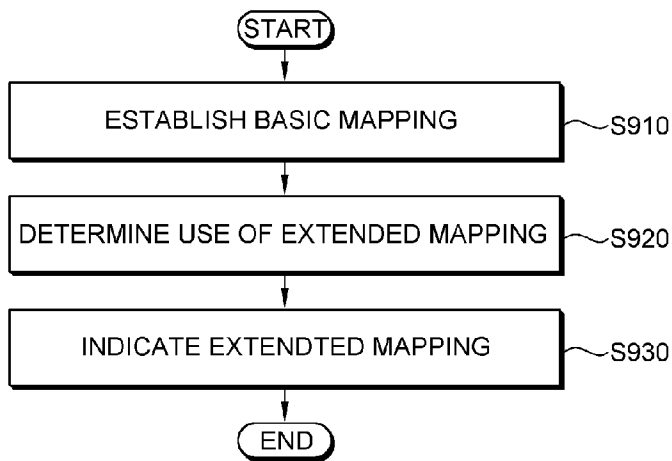 START
ESTABLISH BASIC MAPPING
S910
DETERMINE USE OF EXTENDED MAPPING
S920
INDICATE EXTENDTED MAPPING
S930
END